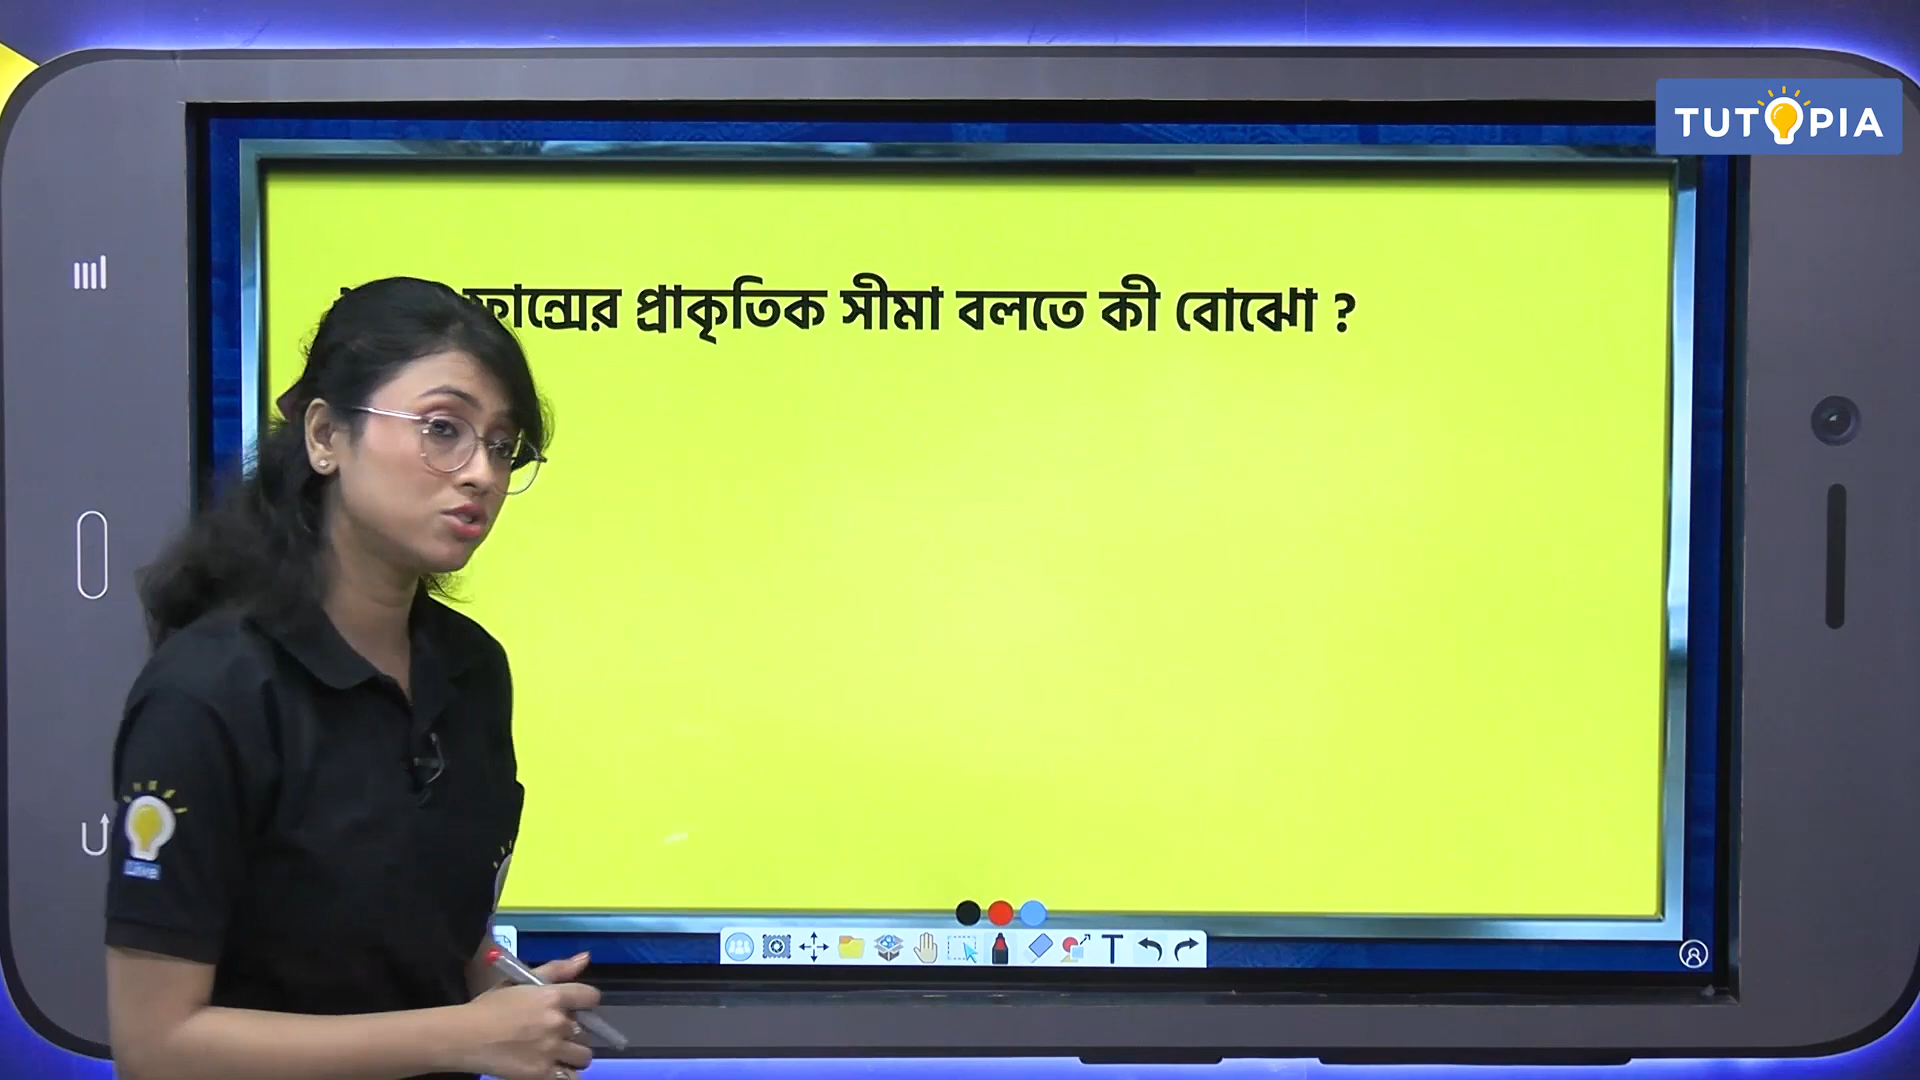 TUTOPIA
ফ্রান্সের প্রাকৃতিক সীমা বলতে কী বোঝো ?
T